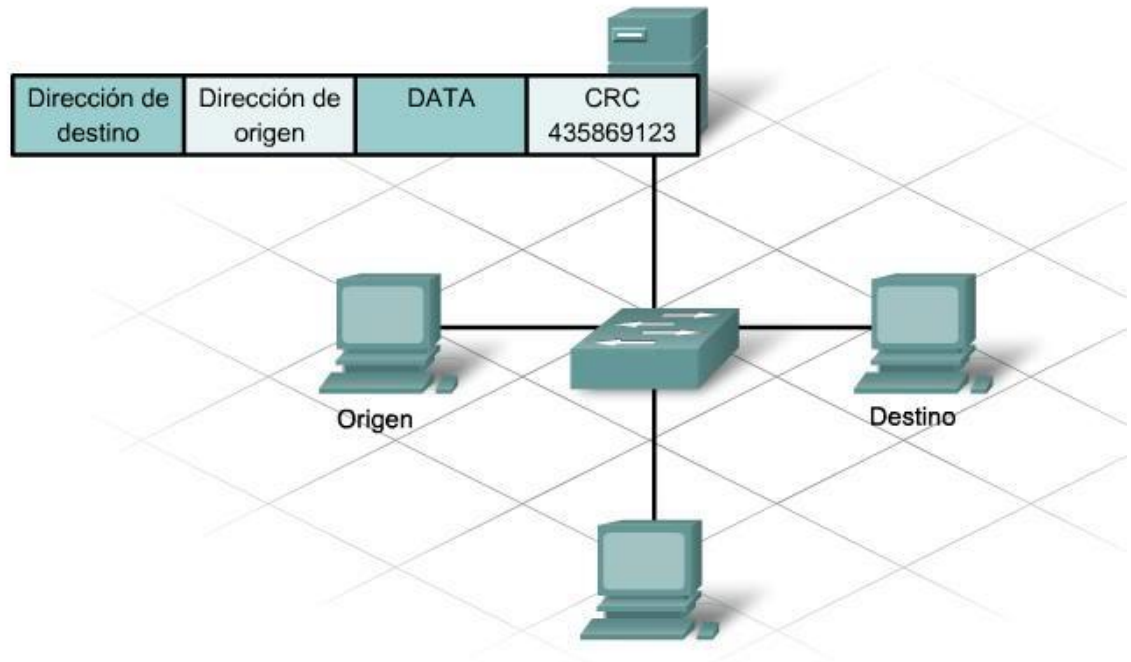 Dirección de
destino
Dirección de
origen
DATA
CRC
435869123
Origen
Destino